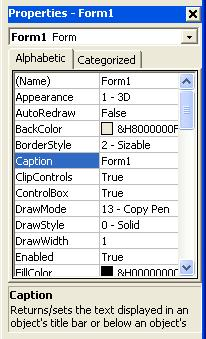 Properties - Form1
Form1 Form
Alphabetic Categorized
(Name) Form1
Appearance 1 - 3D
AutoRedraw False
BackColor &H8000000F
BorderStyle 2 - Sizable
Caption Form1
ClipControls True
ControlBox True
DrawMode 13 - Copy Pen
DrawStyle 0 - Solid
DrawWidth 1
Enabled True
FillColor &H0000000
Caption
Returns/sets the text displayed in an
object's title bar or below an object's